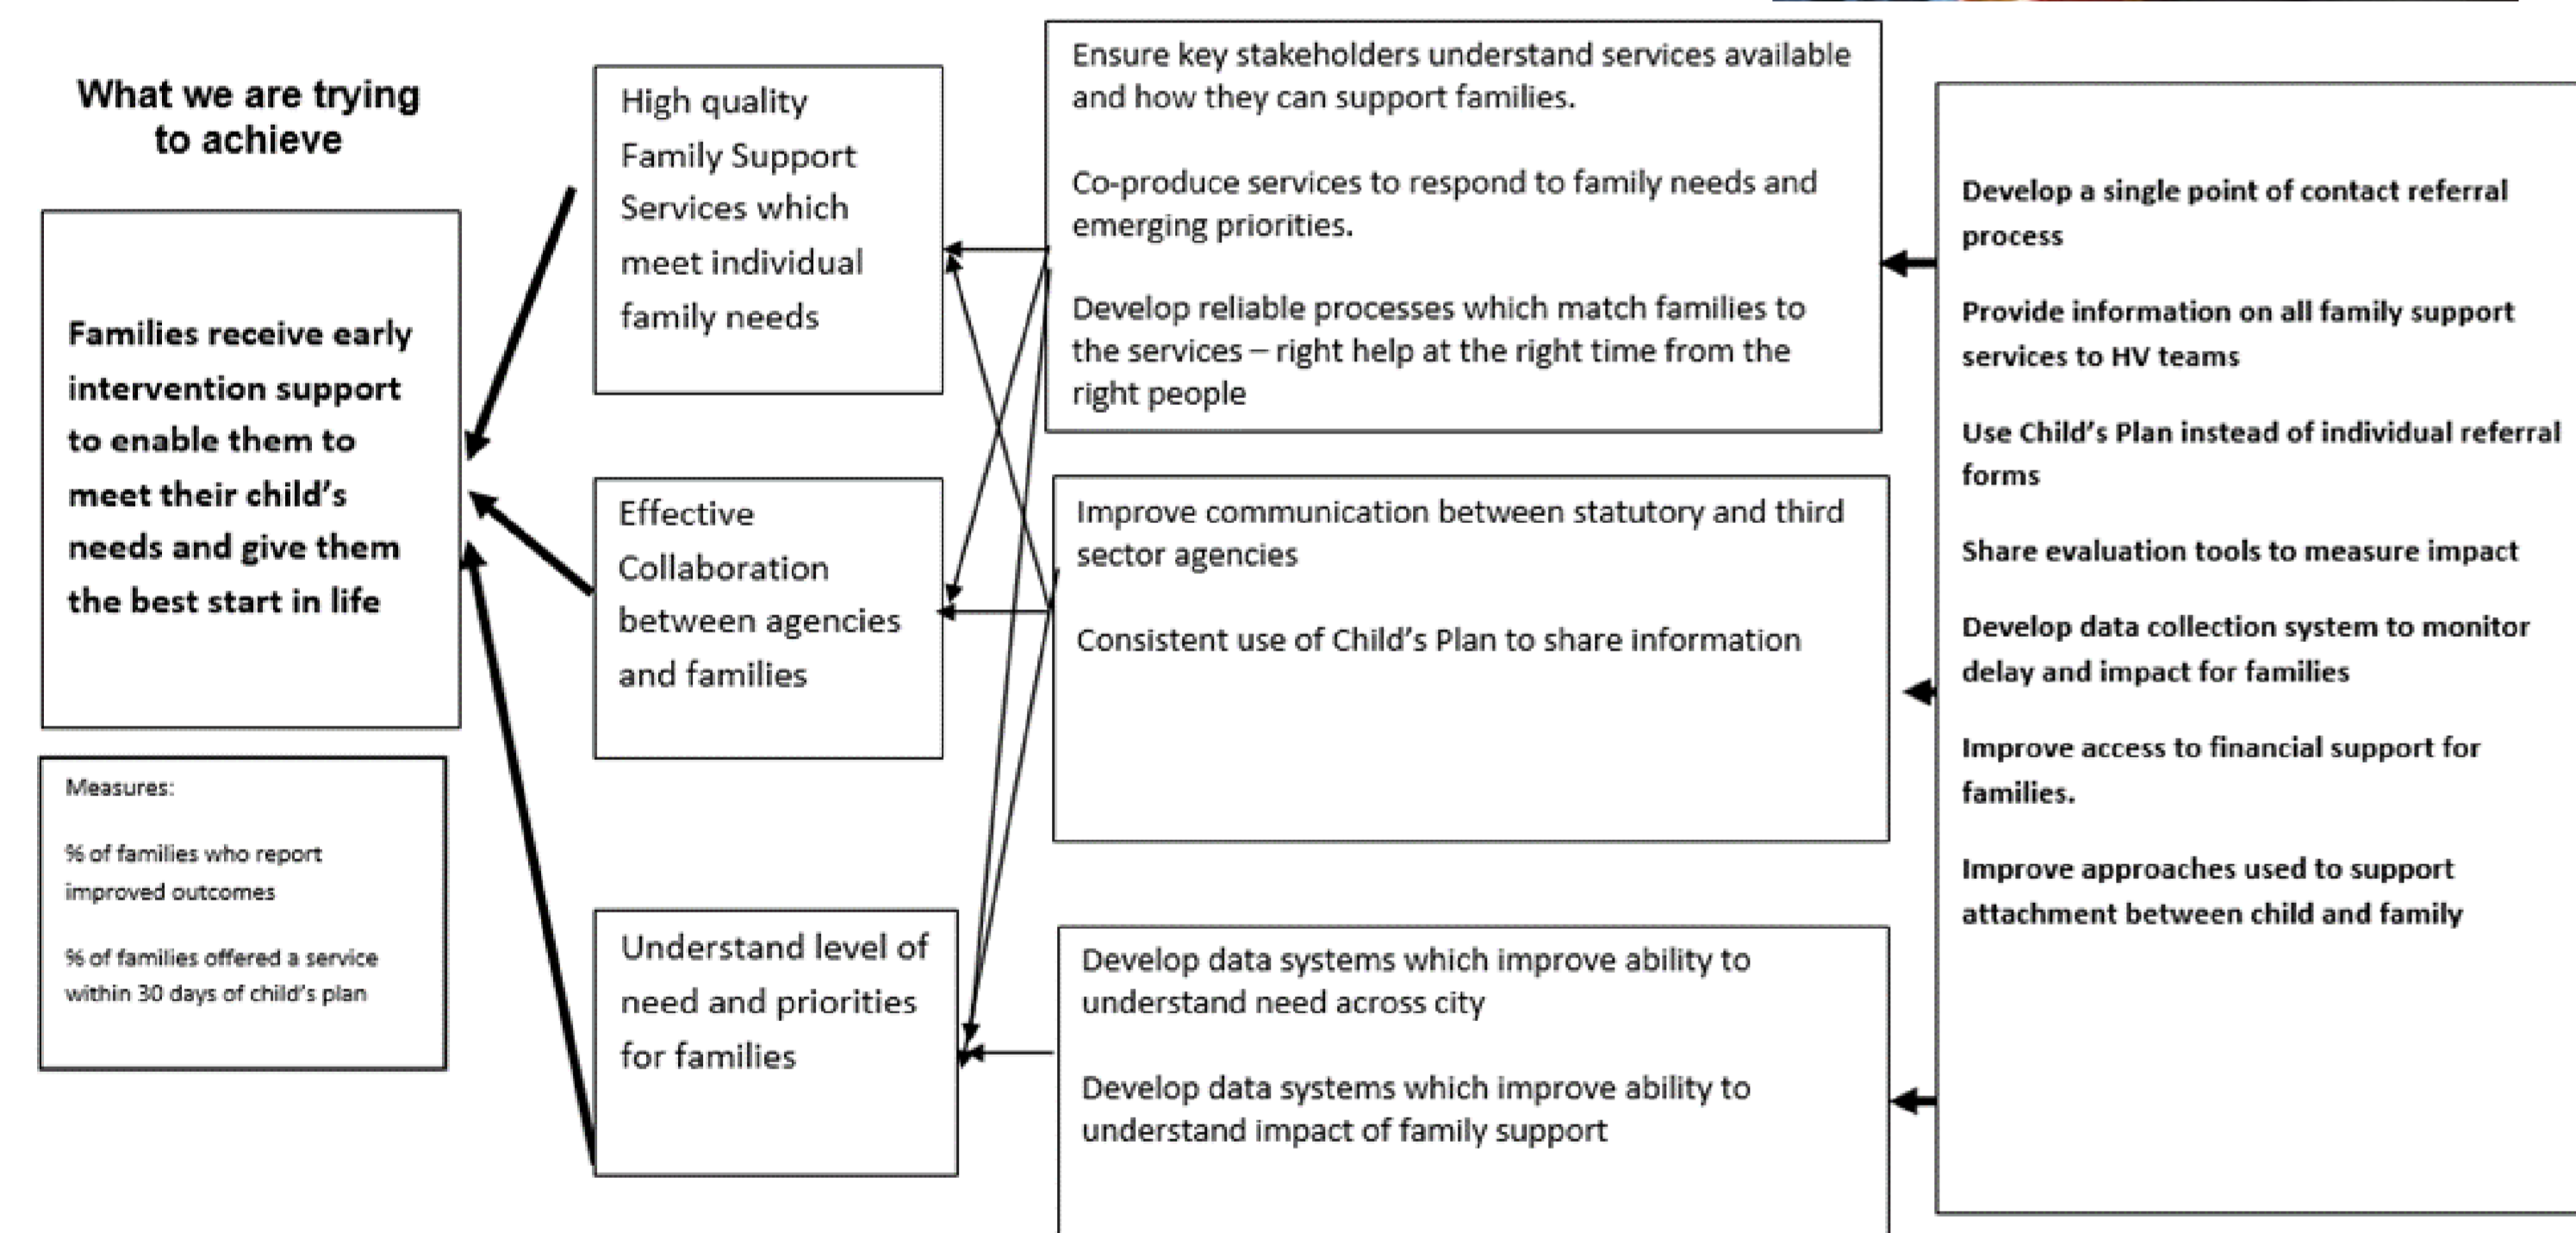 What we are trying
to achieve
Families receive early
intervention support
to enable them to
meet their child's
needs and give them
the best start in life
Measures:
% of families who report
improved outcomes
% of families offered a service
within 30 days of child's plan
High quality
Family Support
Services which
meet individual
family needs
Effective
Collaboration
between agencies
and families
Understand level of
need and priorities
for families
Ensure key stakeholders understand services available
and how they can support families.
Co-produce services to respond to family needs and
emerging priorities.
Develop reliable processes which match families to
the services – right help at the right time from the
right people
Improve communication between statutory and third
sector agencies
Consistent use of Child's Plan to share information
Develop data systems which improve ability to
understand need across city
Develop data systems which improve ability to
understand impact of family support
Develop a single point of contact referral
process
Provide information on all family support
services to HV teams
Use Child's Plan instead of individual referral
forms
Share evaluation tools to measure impact
Develop data collection system to monitor
delay and impact for families
Improve access to financial support for
families.
Improve approaches used to support
attachment between child and family